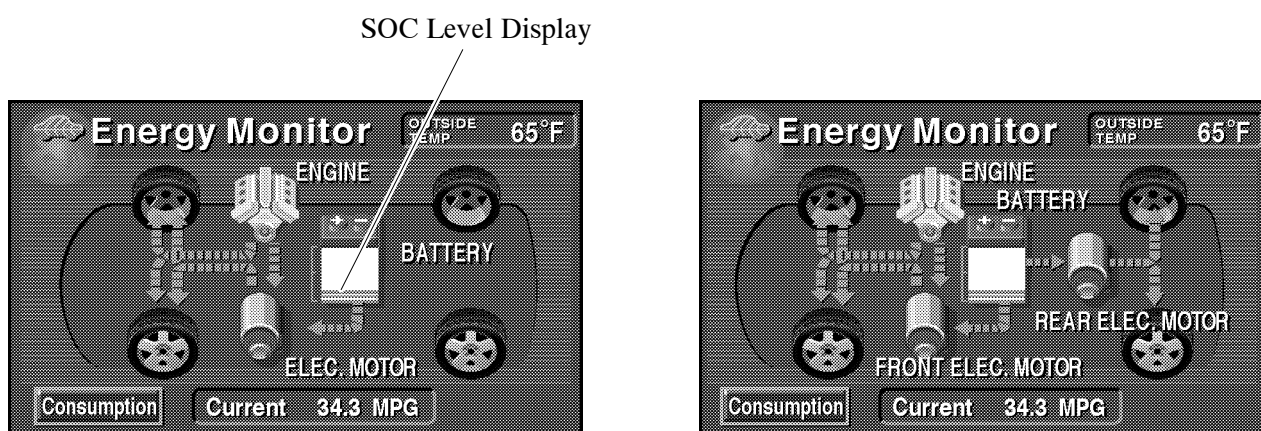 SOC Level Display
Energy Monitor
OUTSIDE TEMP
65°F
ENGINE
BATTERY
ELEC. MOTOR
Consumption
Current 34.3 MPG
Energy Monitor
OUTSIDE TEMP
65°F
ENGINE
BATTERY
REAR ELEC. MOTOR
FRONT ELEC. MOTOR
Consumption
Current 34.3 MPG